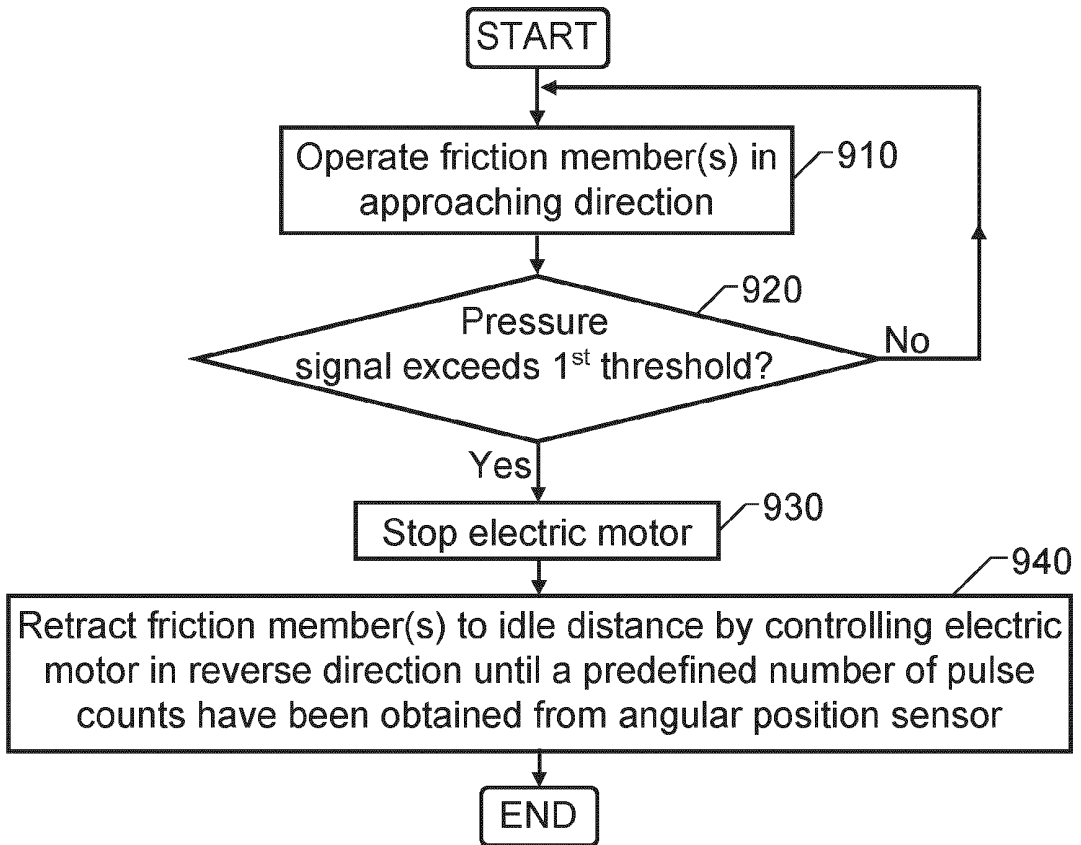 START
Operate friction member(s) in
approaching direction
910
Pressure
signal exceeds 1st threshold?
920
No
Yes
Stop electric motor
930
940
Retract friction member(s) to idle distance by controlling electric
motor in reverse direction until a predefined number of pulse
counts have been obtained from angular position sensor
END